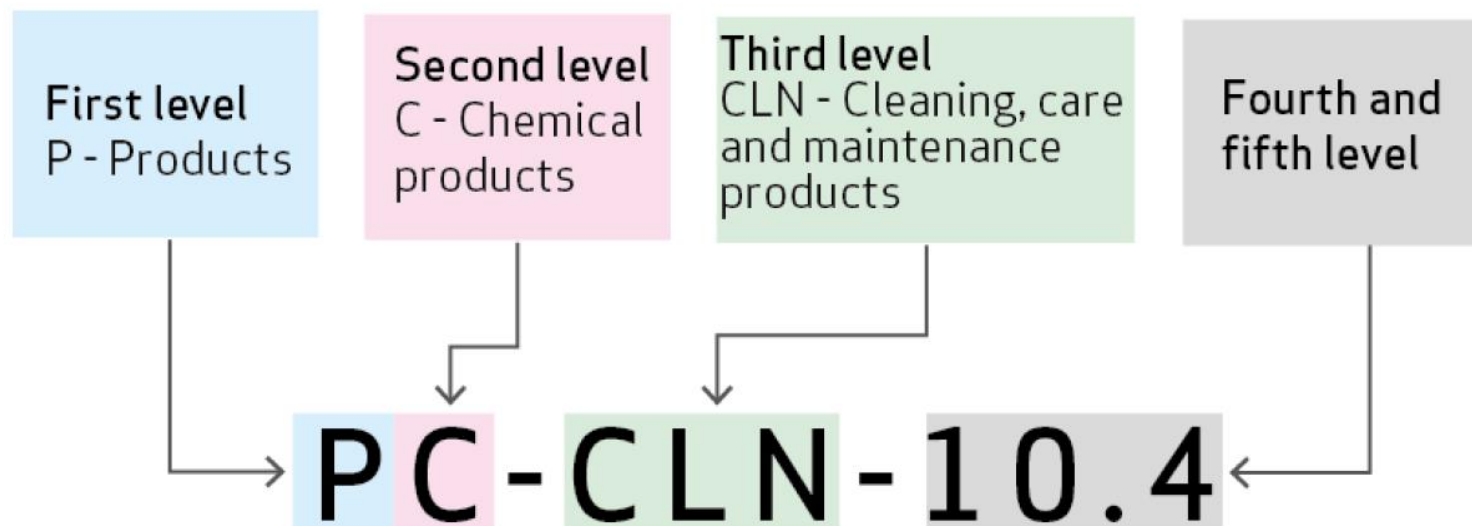 First level
P - Products
Second level
C - Chemical
products
Third level
CLN - Cleaning, care
and maintenance
products
Fourth and
fifth level
PC-CLN-10.4